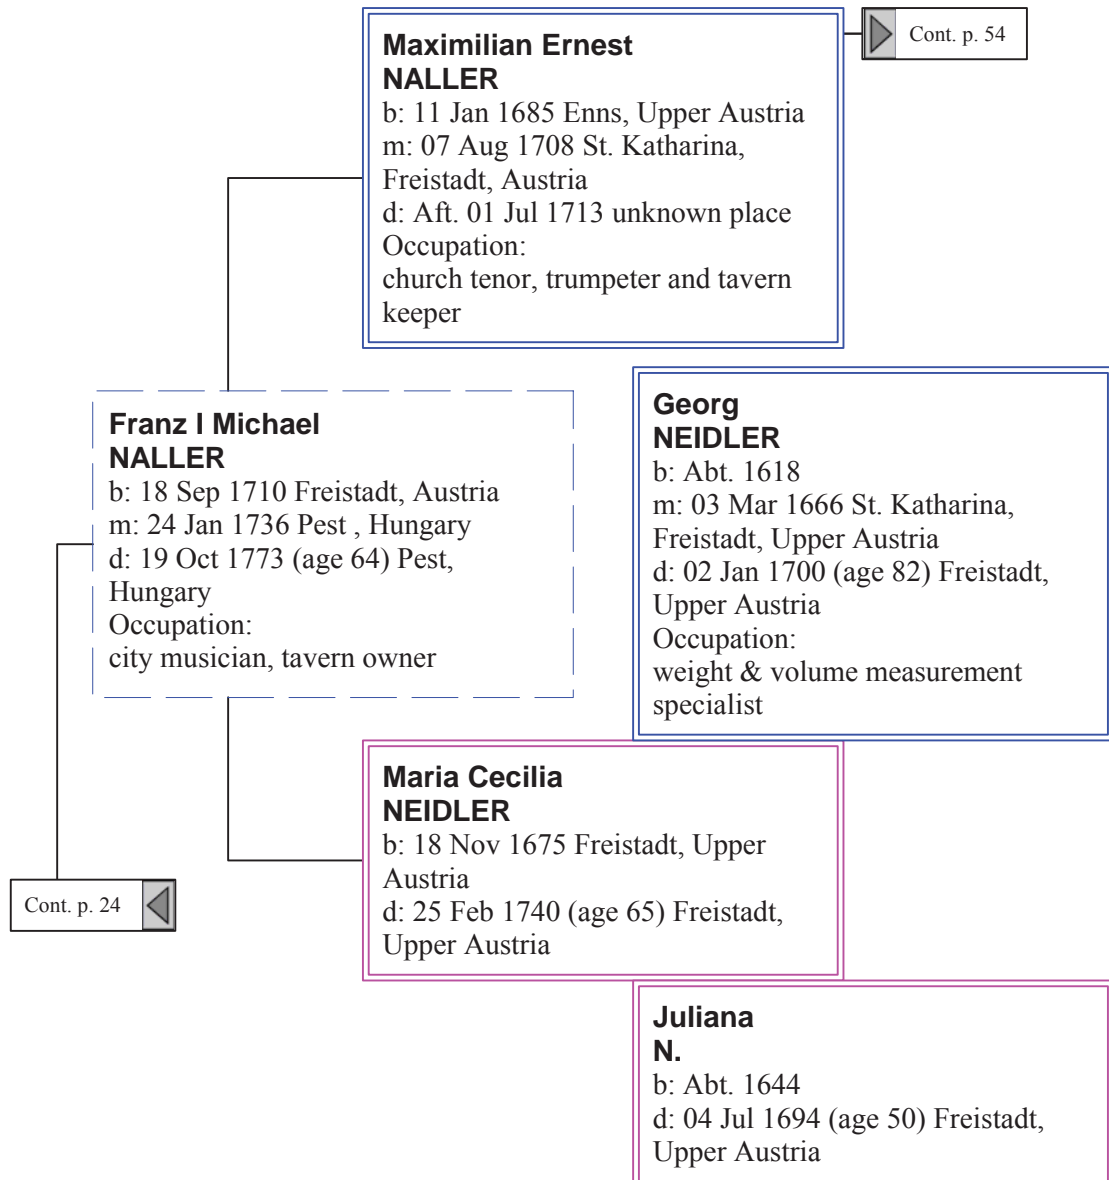 Maximilian Ernest
NALLER
b: 11 Jan 1685 Enns, Upper Austria
m: 07 Aug 1708 St. Katharina,
Freistadt, Austria
d: Aft. 01 Jul 1713 unknown place
Occupation:
church tenor, trumpeter and tavern
keeper
Cont. p. 54
Franz I Michael
NALLER
b: 18 Sep 1710 Freistadt, Austria
m: 24 Jan 1736 Pest , Hungary
d: 19 Oct 1773 (age 64) Pest,
Hungary
Occupation:
city musician, tavern owner
Georg
NEIDLER
b: Abt. 1618
m: 03 Mar 1666 St. Katharina,
Freistadt, Upper Austria
d: 02 Jan 1700 (age 82) Freistadt,
Upper Austria
Occupation:
weight & volume measurement
specialist
Maria Cecilia
NEIDLER
b: 18 Nov 1675 Freistadt, Upper
Austria
d: 25 Feb 1740 (age 65) Freistadt,
Upper Austria
Cont. p. 24
Juliana
N.
b: Abt. 1644
d: 04 Jul 1694 (age 50) Freistadt,
Upper Austria